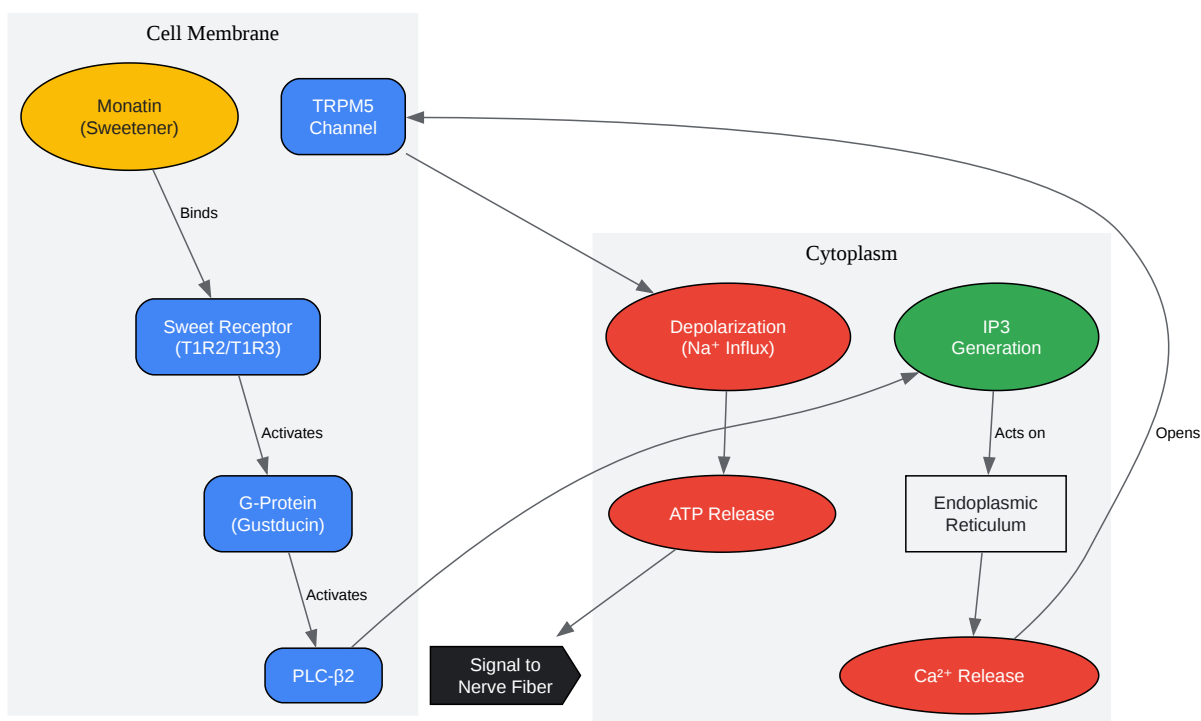 Cell Membrane
Monatin
(Sweetener)
TRPM5
Channel
Binds
Sweet Receptor
(T1R2/T1R3)
Activates
G-Protein
(Gustducin)
Activates
PLC-β2
Cytoplasm
Depolarization
(Na⁺ Influx)
IP3
Generation
Acts on
Opens
ATP Release
Endoplasmic
Reticulum
Signal to
Nerve Fiber
Ca²⁺ Release